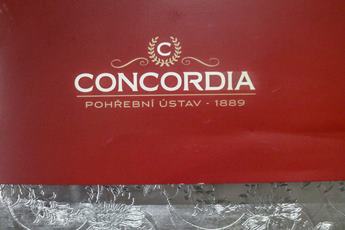 C
CONCORDIA
POHŘEBNÍ ÚSTAV - 1889